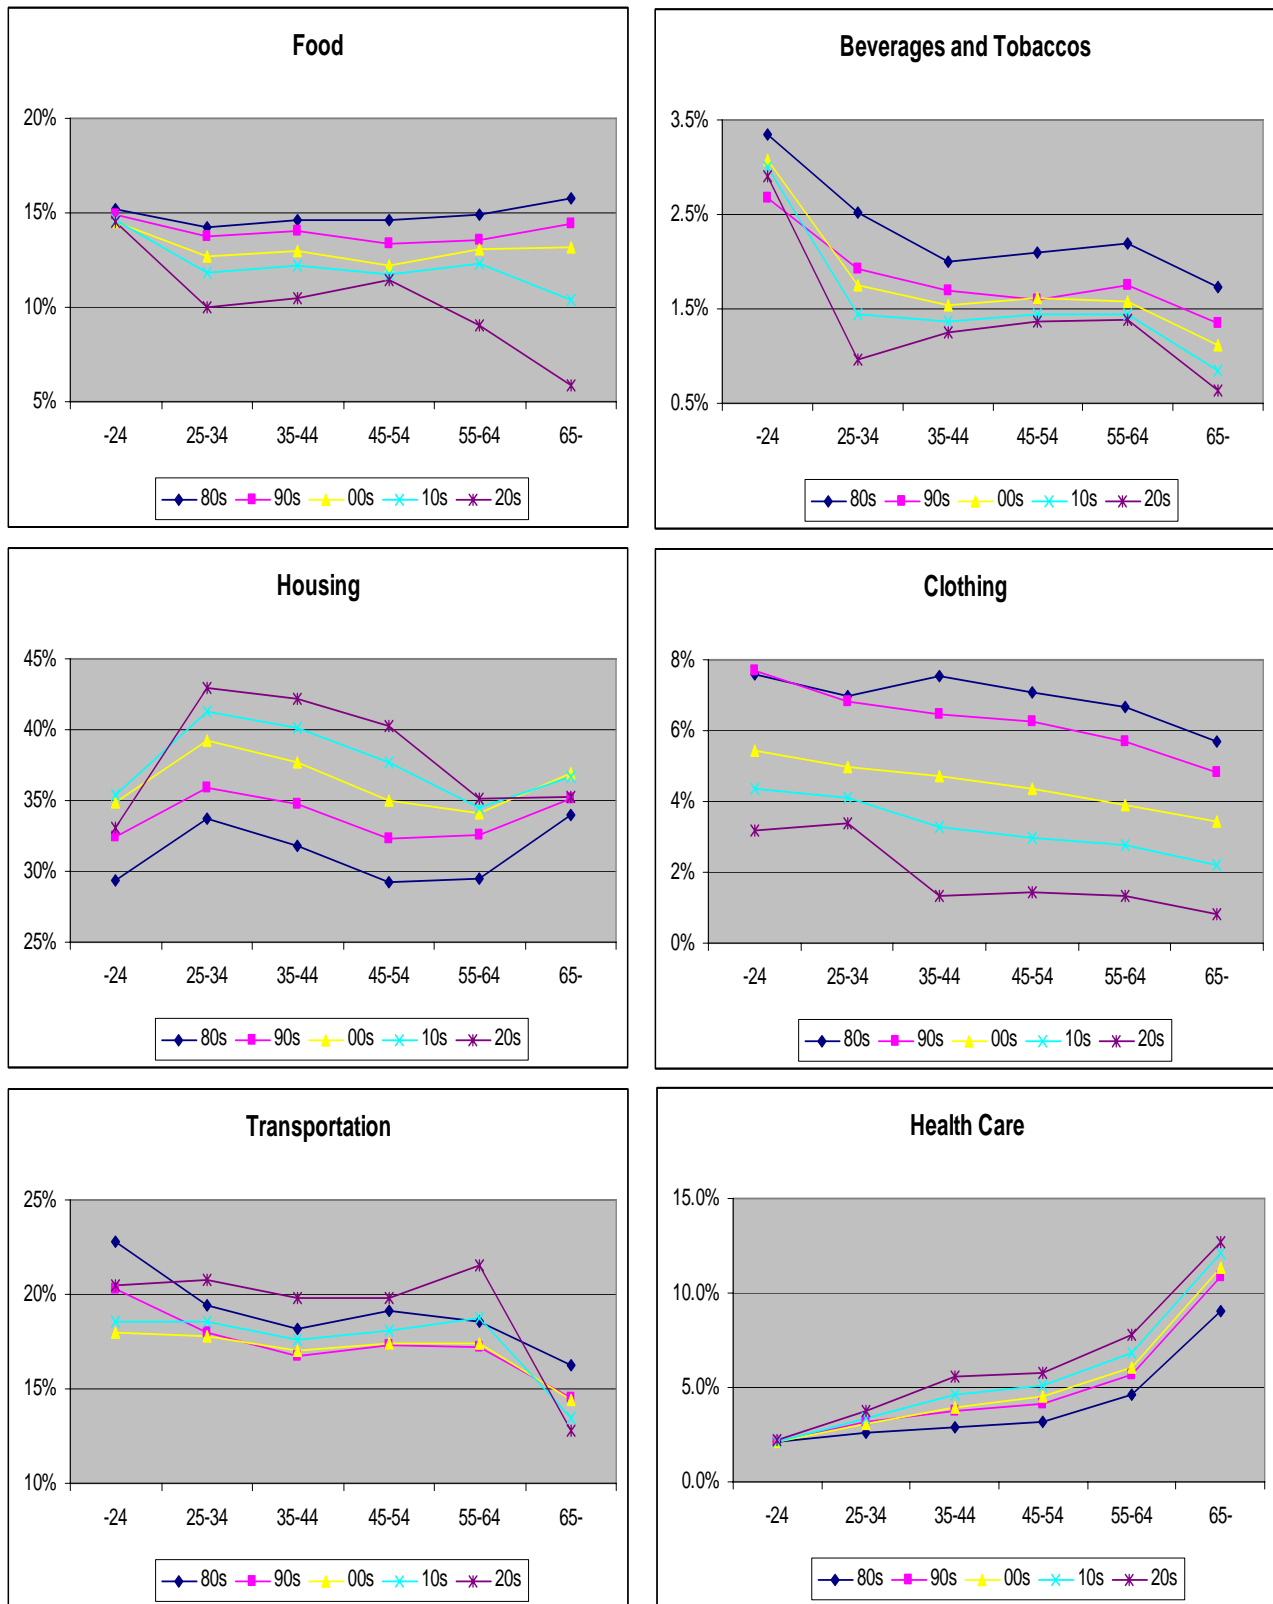 Food
20%
15%
10%
5%
-24 25-34 35-44 45-54 55-64 65-
80s 90s 00s 10s 20s
Beverages and Tobaccos
3.5%
2.5%
1.5%
0.5%
-24 25-34 35-44 45-54 55-64 65-
80s 90s 00s 10s 20s
Housing
45%
40%
35%
30%
25%
-24 25-34 35-44 45-54 55-64 65-
80s 90s 00s 10s 20s
Clothing
8%
6%
4%
2%
0%
-24 25-34 35-44 45-54 55-64 65-
80s 90s 00s 10s 20s
Transportation
25%
20%
15%
10%
-24 25-34 35-44 45-54 55-64 65-
80s 90s 00s 10s 20s
Health Care
15.0%
10.0%
5.0%
0.0%
-24 25-34 35-44 45-54 55-64 65-
80s 90s 00s 10s 20s